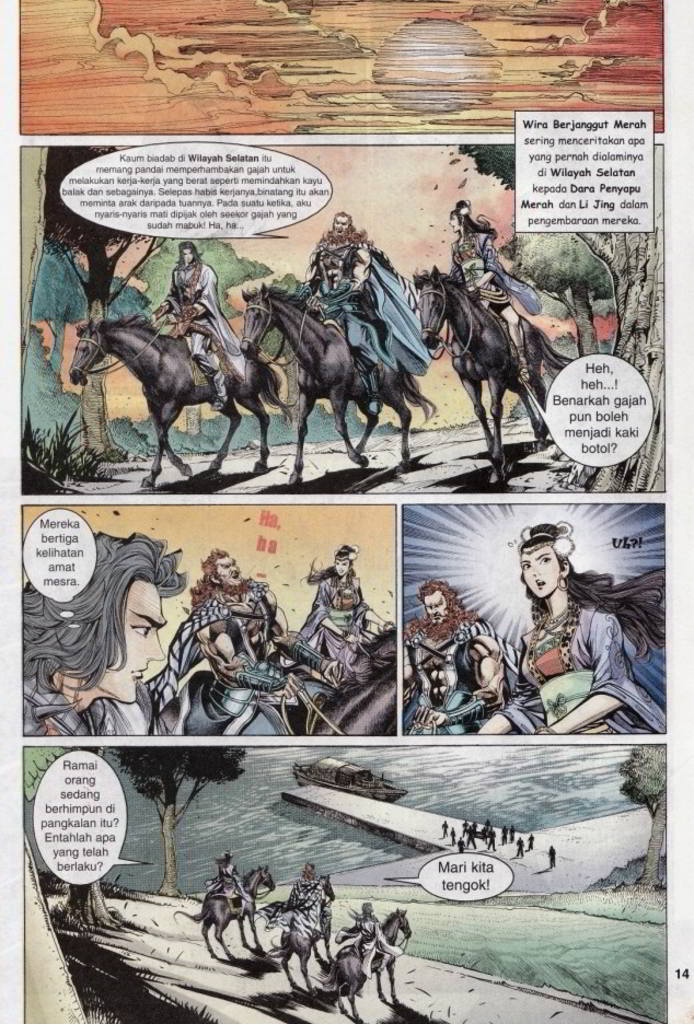 Wira Berjanggut Merah
sering menceritakan apa
yang pernah dialaminya
di Wilayah Selatan
kepada Dara Penyapu
Merah dan Li Jing dalam
pengembaraan mereka.
Kaum biadab di Wilayah Selatan itu
memang pandai memperhambakan gajah untuk
melakukan kerja-kerja yang berat seperti memindahkan kayu
balak dan sebagainya. Selepas habis kerjanya,binatang itu akan
meminta arak daripada tuannya. Pada suatu ketika, aku
nyaris-nyaris mati dipijak oleh seekor gajah yang
sudah mabuk! Ha, ha...
Heh,
heh...!
Benarkah gajah
pun boleh
menjadi kaki
botol?
Mereka
bertiga
kelihatan
amat
mesra.
Ha,
ha
Uh?!
Ramai
orang
sedang
berhimpun di
pangkalan itu?
Entahlah apa
yang telah
berlaku?
Mari kita
tengok!
14